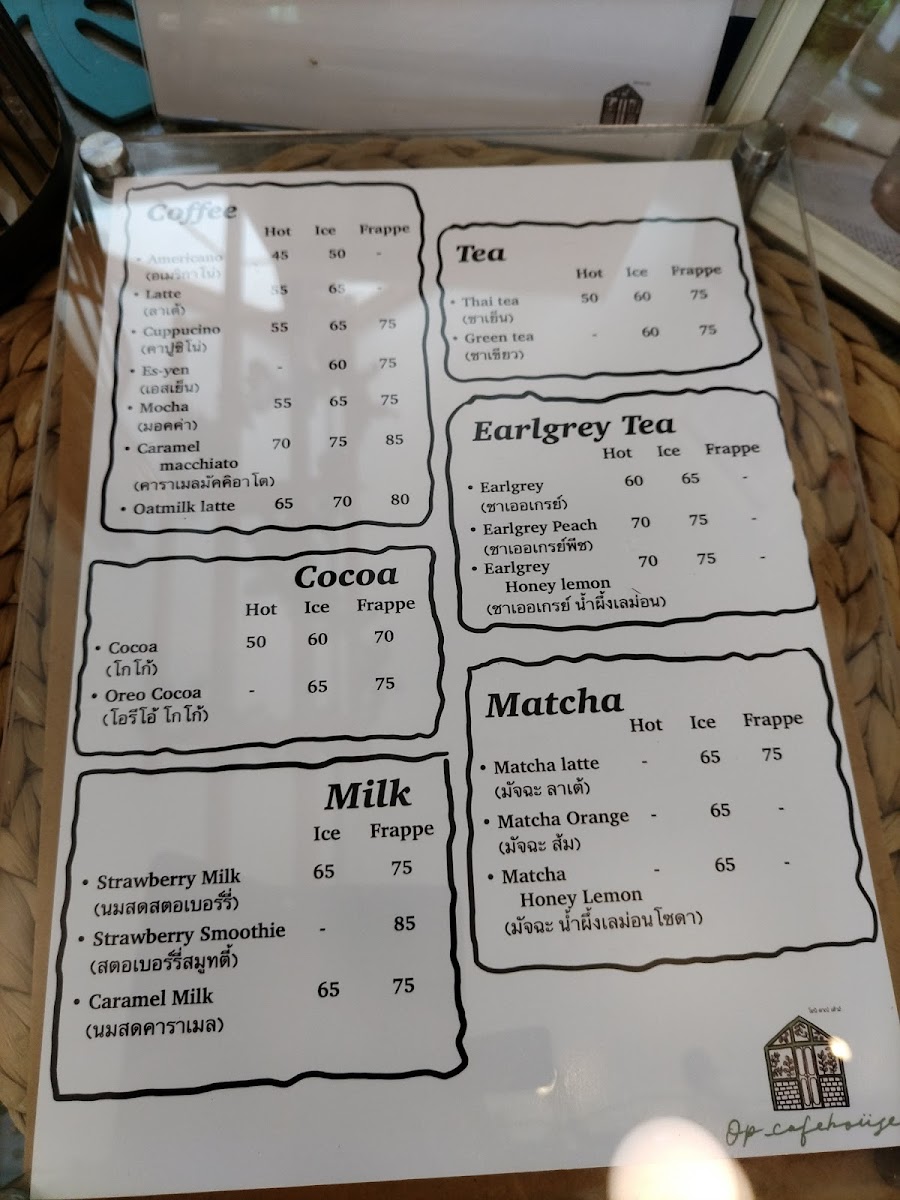 Coffee
Hot Ice Frappe
• Americano 45 50 -
(อเมริกาโน่)
• Latte 55 65 -
(ลาเต้)
• Cuppucino 55 65 75
(คาปูชิโน่)
• Es-yen - 60 75
(เอสเย็น)
• Mocha 55 65 75
(มอคค่า)
• Caramel 70 75 85
macchiato
(คาราเมลมัคคิอาโต)
• Oatmilk latte 65 70 80
Cocoa
Hot Ice Frappe
• Cocoa 50 60 70
(โกโก้)
• Oreo Cocoa - 65 75
(โอรีโอ้ โกโก้)
Milk
Ice Frappe
• Strawberry Milk 65 75
(นมสดสตอเบอร์รี่)
• Strawberry Smoothie - 85
(สตอเบอร์รี่สมูทตี้)
• Caramel Milk 65 75
(นมสดคาราเมล)
Tea
Hot Ice Frappe
• Thai tea 50 60 75
(ชาเย็น)
• Green tea - 60 75
(ชาเขียว)
Earlgrey Tea
Hot Ice Frappe
• Earlgrey 60 65 -
(ชาเออเกรย์)
• Earlgrey Peach 70 75 -
(ชาเออเกรย์พีช)
• Earlgrey 70 75 -
Honey lemon
(ชาเออเกรย์ น้ำผึ้งเลม่อน)
Matcha
Hot Ice Frappe
• Matcha latte - 65 75
(มัจฉะ ลาเต้)
• Matcha Orange - 65 -
(มัจฉะ ส้ม)
• Matcha - 65 -
Honey Lemon
(มัจฉะ น้ำผึ้งเลม่อนโซดา)
Op_cafehouse